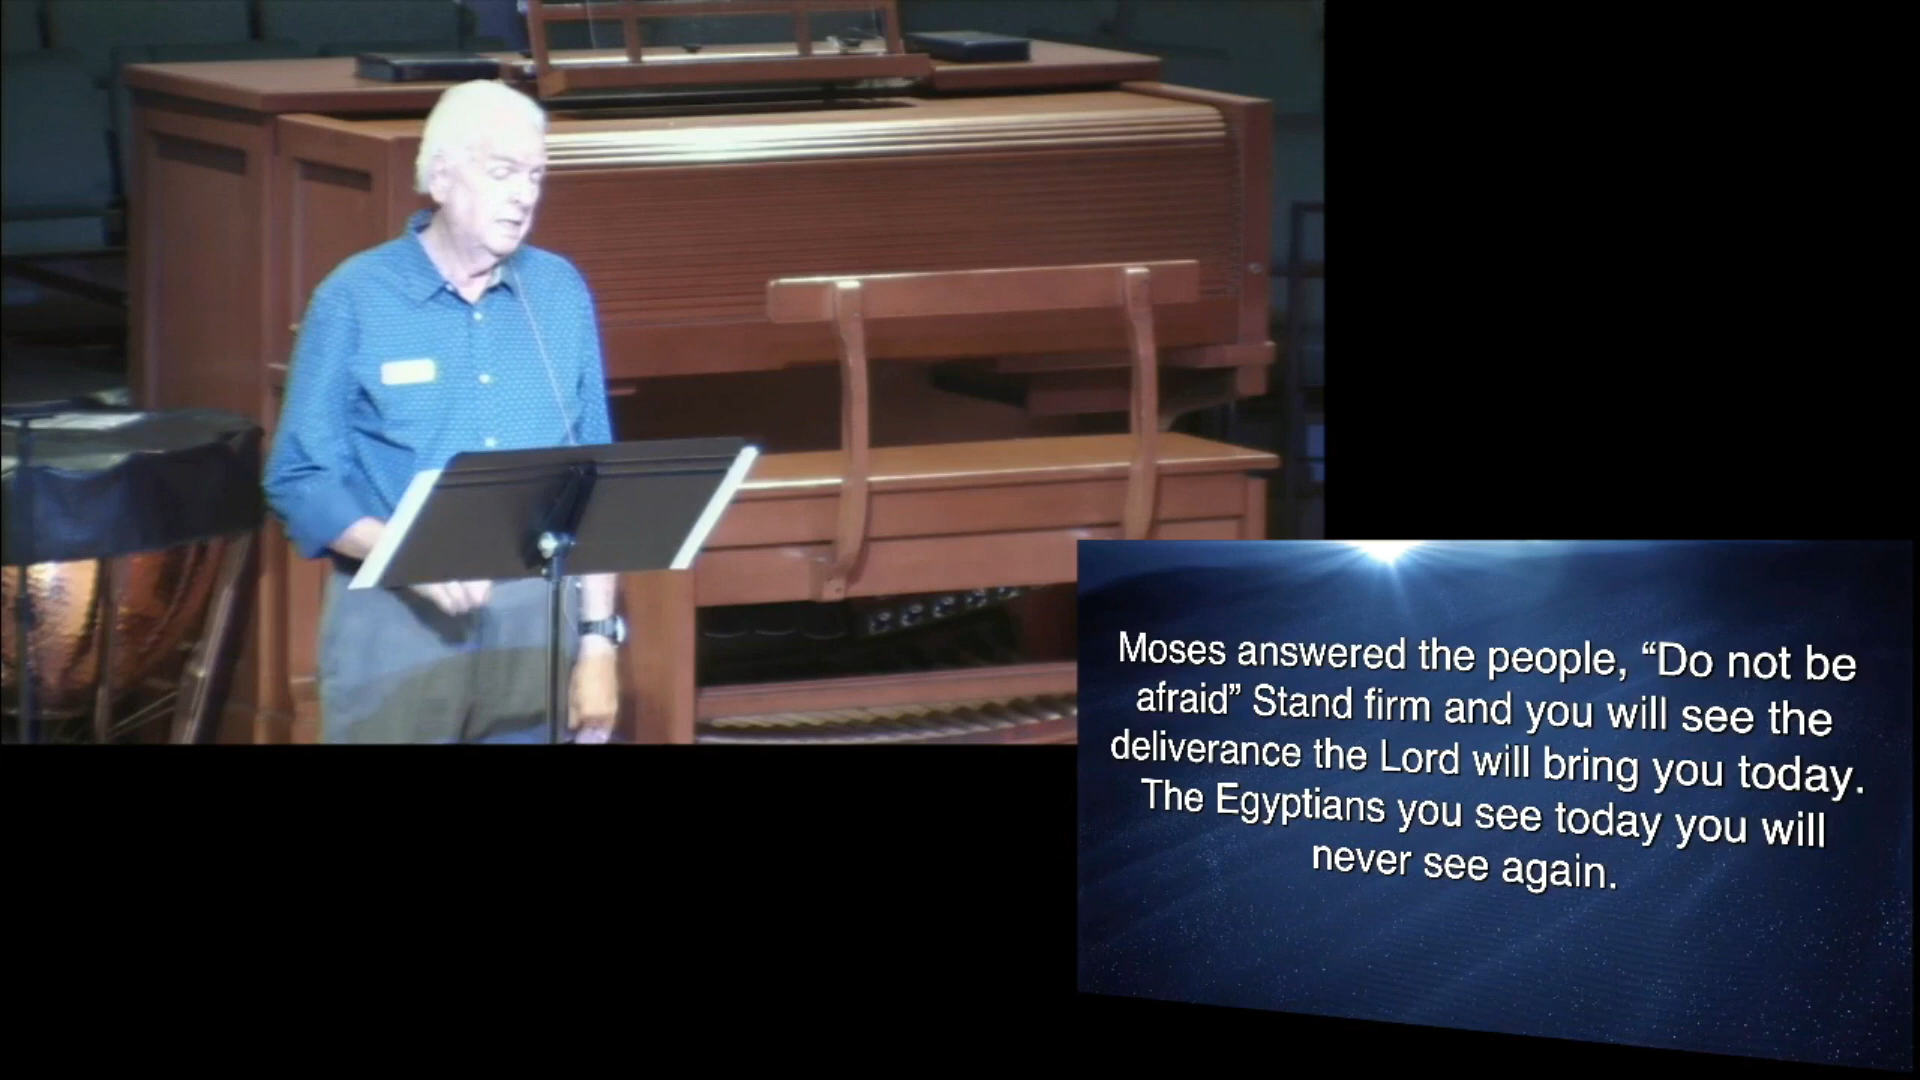 Moses answered the people, “Do not be
afraid” Stand firm and you will see the
deliverance the Lord will bring you today.
The Egyptians you see today you will
never see again.